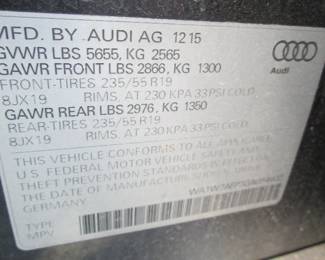 MFD. BY AUDI AG 12 15
GVWR LBS 5655, KG 2565
GAWR FRONT LBS 2866, KG 1300
FRONT-TIRES 235/55 R19
8JX19 RIMS, AT 230 KPA 33 PSI COLD
GAWR REAR LBS 2976, KG 1350
REAR-TIRES 235/55 R19
8JX19 RIMS, AT 230 KPA 33 PSI COLD
THIS VEHICLE CONFORMS TO ALL APPLICABLE
U.S. FEDERAL MOTOR VEHICLE SAFETY AND
THEFT PREVENTION STANDARDS IN EFFECT ON THE
DATE OF MANUFACTURE SHOWN ABOVE
TYPE
MPV
Audi